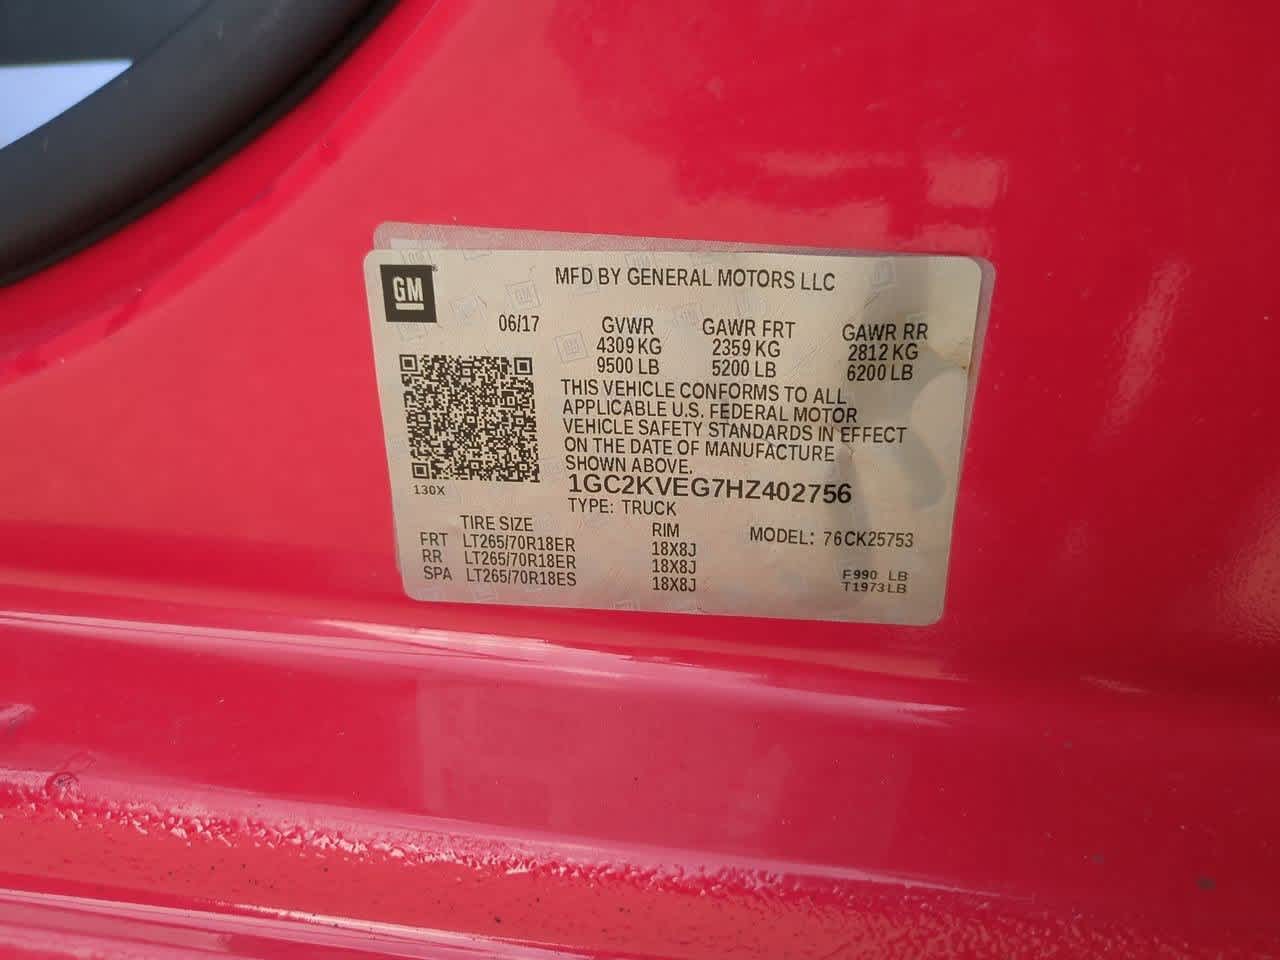 GM
MFD BY GENERAL MOTORS LLC
06/17
GVWR GAWR FRT GAWR RR
4309 KG 2359 KG 2812 KG
9500 LB 5200 LB 6200 LB
THIS VEHICLE CONFORMS TO ALL
APPLICABLE U.S. FEDERAL MOTOR
VEHICLE SAFETY STANDARDS IN EFFECT
ON THE DATE OF MANUFACTURE
SHOWN ABOVE.
130X
1GC2KVEG7HZ402756
TYPE: TRUCK
TIRE SIZE RIM MODEL: 76CK25753
FRT LT265/70R18ER 18X8J
RR LT265/70R18ER 18X8J
SPA LT265/70R18ES 18X8J
F990 LB
T1973LB